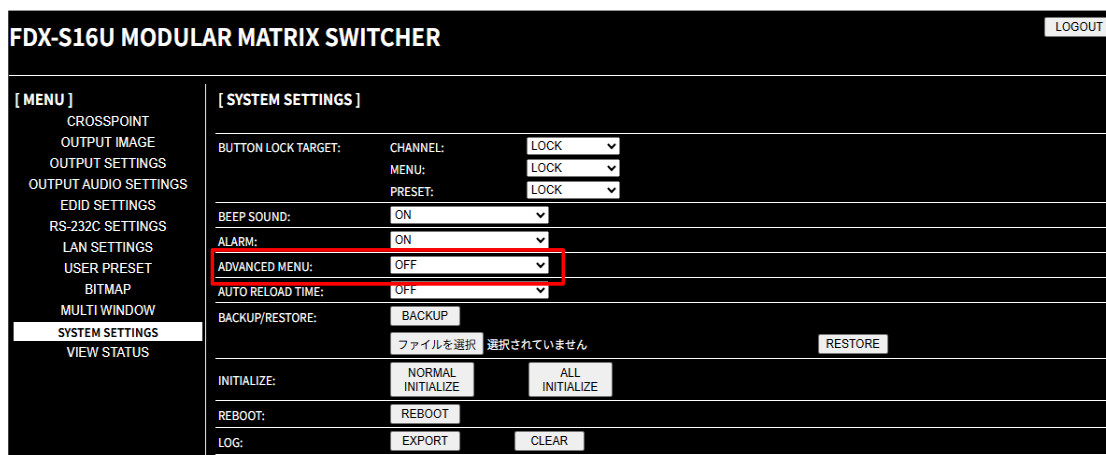 FDX-S16U MODULAR MATRIX SWITCHER
LOGOUT
[ MENU ]
CROSSPOINT
OUTPUT IMAGE
OUTPUT SETTINGS
OUTPUT AUDIO SETTINGS
EDID SETTINGS
RS-232C SETTINGS
LAN SETTINGS
USER PRESET
BITMAP
MULTI WINDOW
SYSTEM SETTINGS
VIEW STATUS
[ SYSTEM SETTINGS ]
BUTTON LOCK TARGET: CHANNEL: LOCK
MENU: LOCK
PRESET: LOCK
BEEP SOUND: ON
ALARM: ON
ADVANCED MENU: OFF
AUTO RELOAD TIME: OFF
BACKUP/RESTORE: BACKUP
ファイルを選択 選択されていません RESTORE
INITIALIZE: NORMAL INITIALIZE ALL INITIALIZE
REBOOT: REBOOT
LOG: EXPORT CLEAR